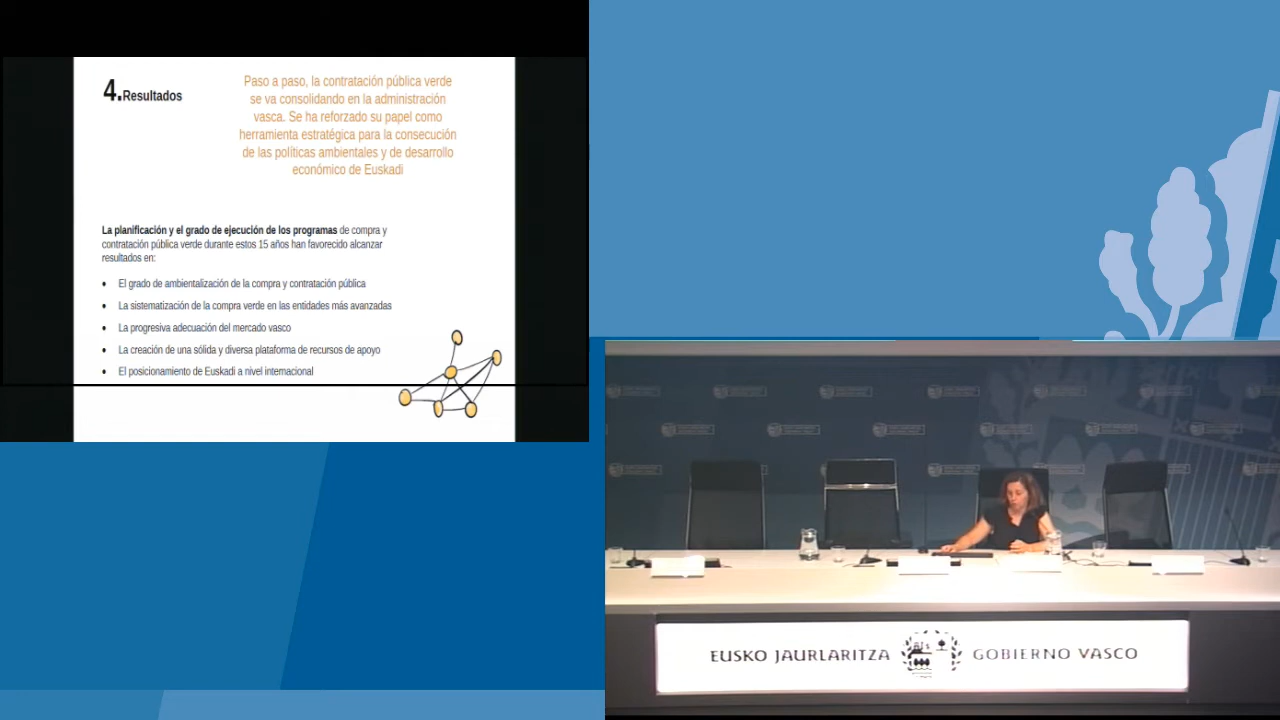 4.Resultados
Paso a paso, la contratación pública verde
se va consolidando en la administración
vasca. Se ha reforzado su papel como
herramienta estratégica para la consecución
de las políticas ambientales y de desarrollo
económico de Euskadi
La planificación y el grado de ejecución de los programas de compra y
contratación pública verde durante estos 15 años han favorecido alcanzar
resultados en:
• El grado de ambientalización de la compra y contratación pública
• La sistematización de la compra verde en las entidades más avanzadas
• La progresiva adecuación del mercado vasco
• La creación de una sólida y diversa plataforma de recursos de apoyo
• El posicionamiento de Euskadi a nivel internacional
EUSKO JAURLARITZA GOBIERNO VASCO